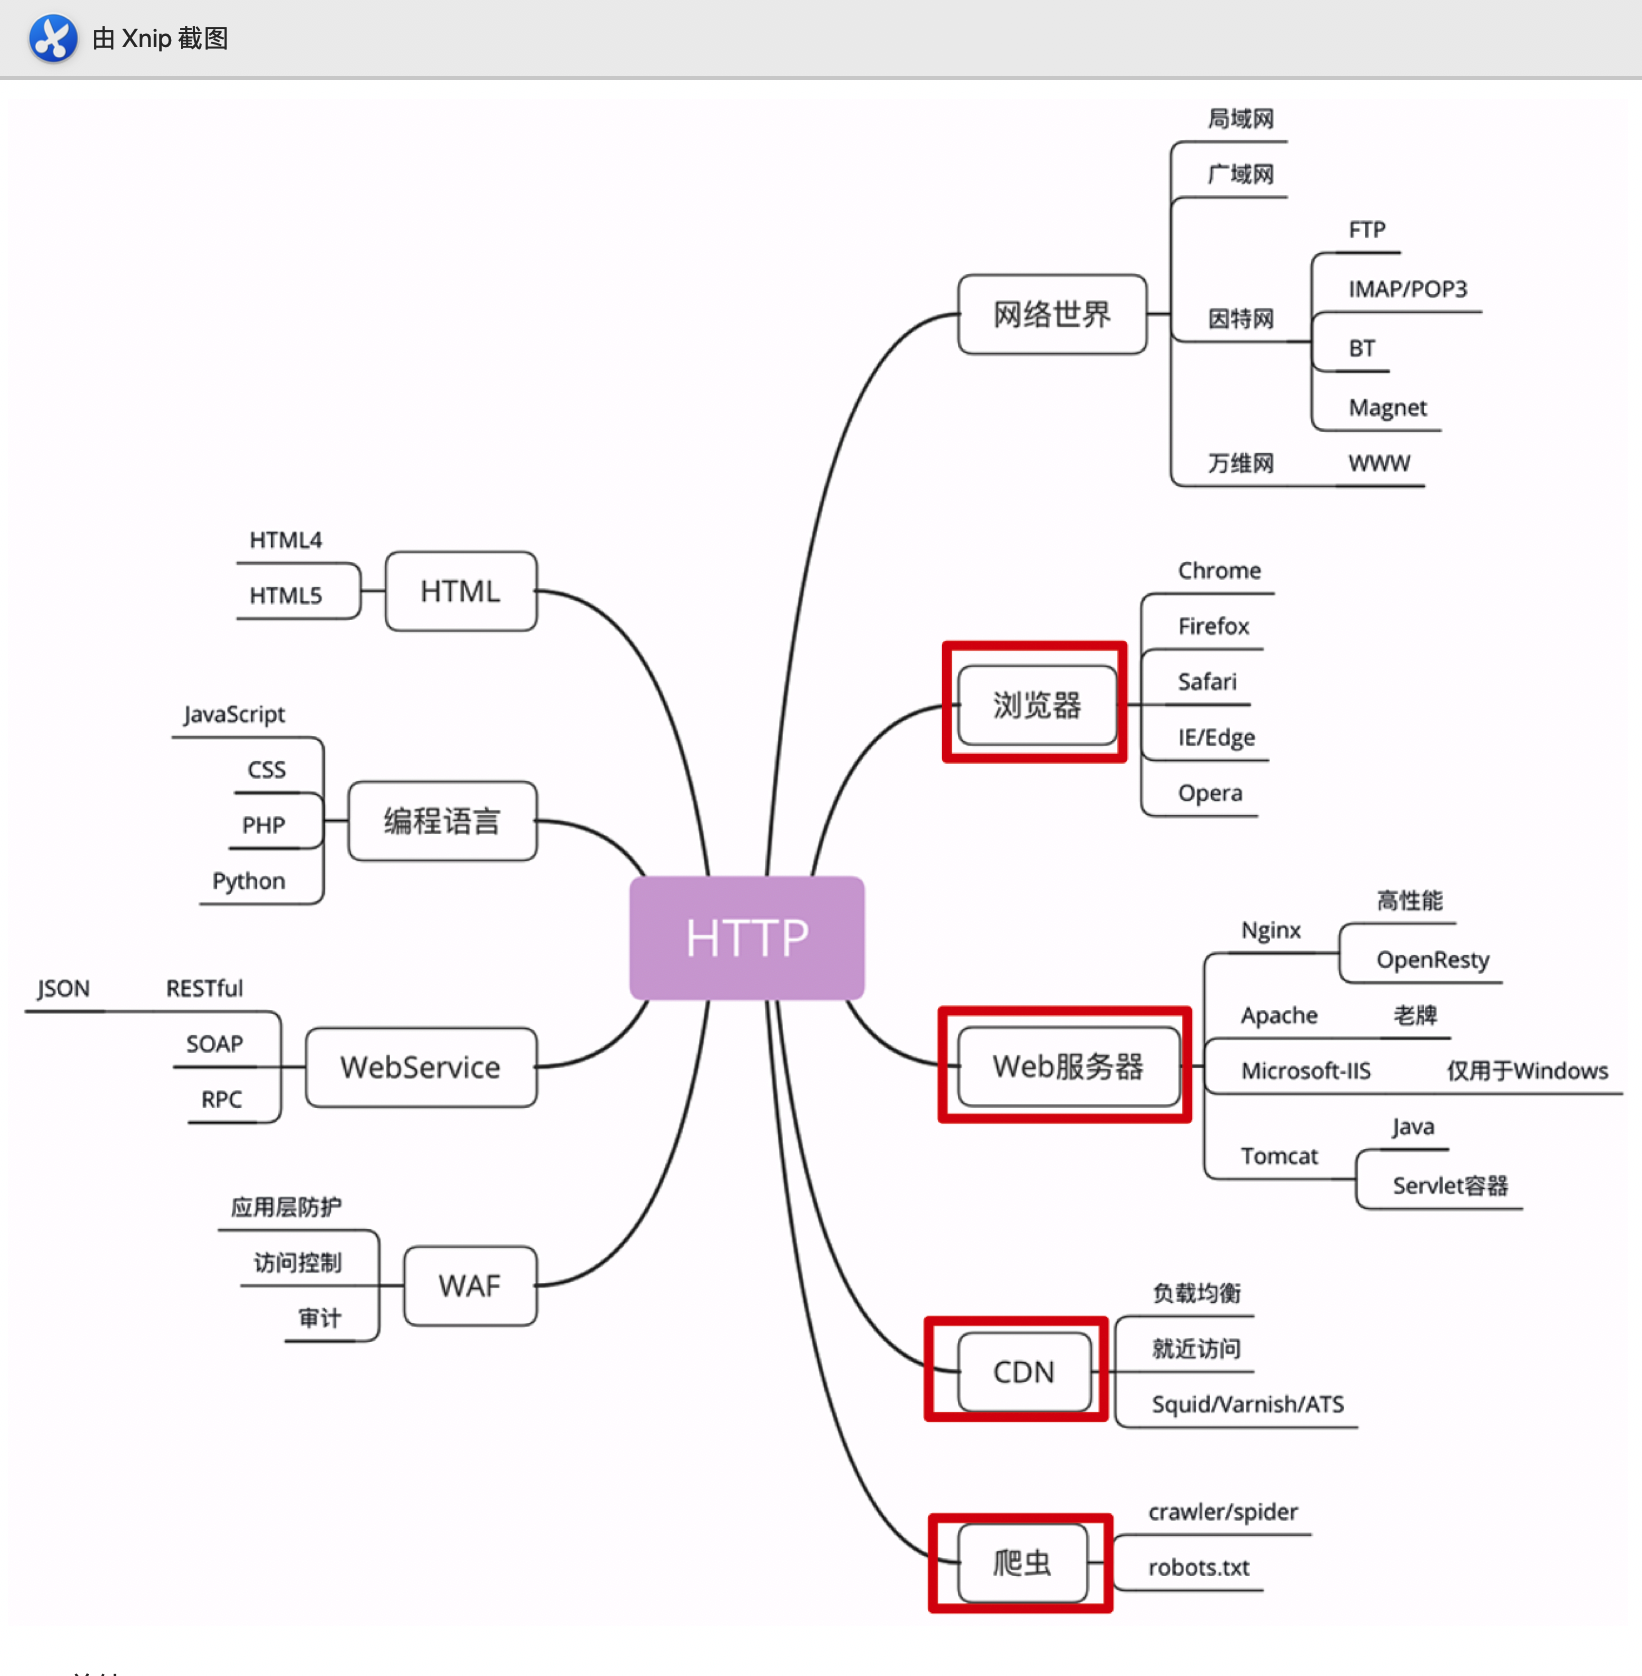 由 Xnip 截图
局域网
广域网
FTP
IMAP/POP3
网络世界
因特网
BT
Magnet
万维网
WWW
HTML4
HTML5
HTML
Chrome
Firefox
Safari
浏览器
IE/Edge
Opera
JavaScript
CSS
PHP
Python
编程语言
HTTP
高性能
Nginx
OpenResty
JSON
RESTful
SOAP
RPC
WebService
Apache
老牌
Web服务器
Microsoft-IIS
仅用于Windows
Java
Tomcat
Servlet容器
应用层防护
访问控制
审计
WAF
负载均衡
就近访问
CDN
Squid/Varnish/ATS
crawler/spider
爬虫
robots.txt